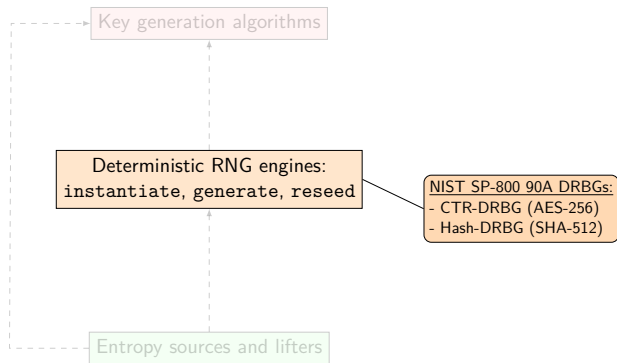 Key generation algorithms
Deterministic RNG engines:
instantiate, generate, reseed
NIST SP-800 90A DRBGs:
- CTR-DRBG (AES-256)
- Hash-DRBG (SHA-512)
Entropy sources and lifters